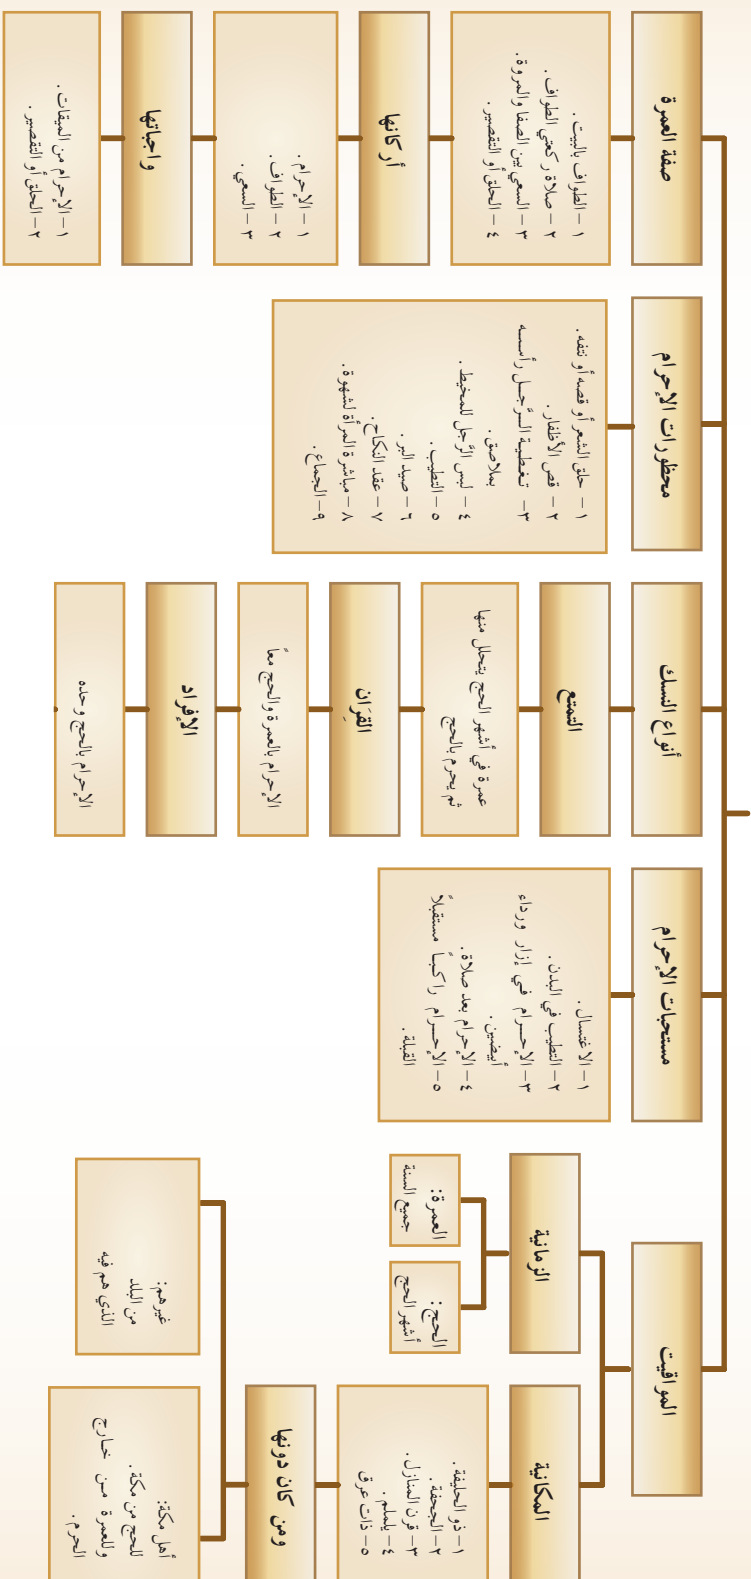 المواقيت
الزمانية
الحج:
أشهر الحج
العمرة:
جميع السنة
المكانية
١– ذو الحليفة.
٢– الجحفة.
٣– قرن المنازل.
٤– يلملم.
٥– ذات عرق
ومن كان دونها
أهل مكة:
للحج من مكة.
وللعمرة من خارج
الحرم.
غيرهم:
من البلد
الذي هم فيه
مستحبات الإحرام
١– الاغتسال.
٢– التطيب في البدن.
٣– الإحرام في إزار ورداء
أبيضين.
٤– الإحرام بعد صلاة.
٥– الإحرام راكباً مستقبلاً
القبلة.
أنواع النسك
التمتع
عمرة في أشهر الحج يتحلل منها
ثم يحرم بالحج
القِرَان
الإحرام بالعمرة والحج معاً
الإفراد
الإحرام بالحج وحده
محظورات الإحرام
١– حلق الشعر أو قصه أو نتفه.
٢– قص الأظفار.
٣– تغطية الرَّجل رأسه
بملاصق.
٤– لبس الرَّجل للمخيط.
٥– التطيب.
٦– صيد البر.
٧– عقد النكاح.
٨– مباشرة المرأة لشهوة.
٩– الجماع.
صفة العمرة
١– الطواف بالبيت.
٢– صلاة ركعتي الطواف.
٣– السعي بين الصفا والمروة.
٤– الحلق أو التقصير.
أركانها
١– الإحرام.
٢– الطواف.
٣– السعي.
واجباتها
١– الإحرام من الميقات.
٢– الحلق أو التقصير.